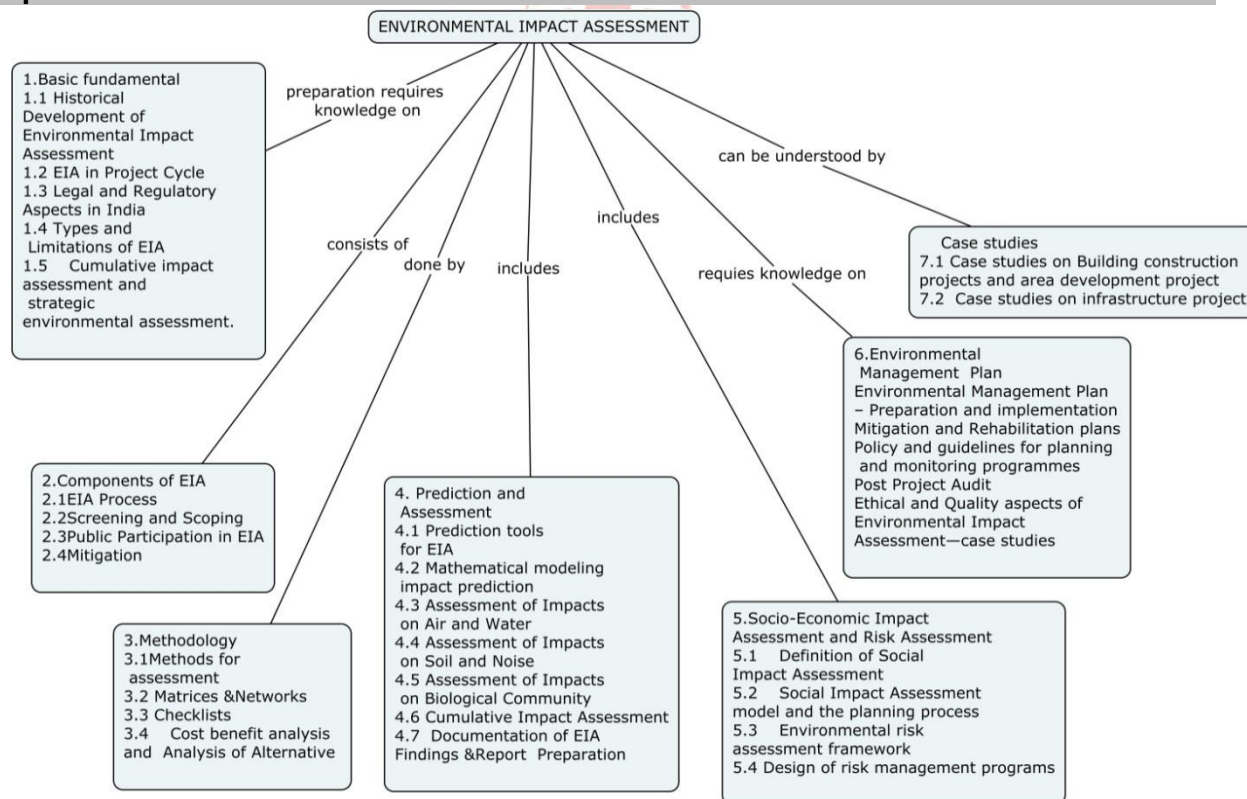 ENVIRONMENTAL IMPACT ASSESSMENT
preparation requires
knowledge on
1.Basic fundamental
1.1 Historical
Development of
Environmental Impact
Assessment
1.2 EIA in Project Cycle
1.3 Legal and Regulatory
Aspects in India
1.4 Types and
Limitations of EIA
1.5 Cumulative impact
assessment and
strategic
environmental assessment.
consists of
2.Components of EIA
2.1EIA Process
2.2Screening and Scoping
2.3Public Participation in EIA
2.4Mitigation
done by
3.Methodology
3.1Methods for
assessment
3.2 Matrices &Networks
3.3 Checklists
3.4 Cost benefit analysis
and Analysis of Alternative
includes
4. Prediction and
Assessment
4.1 Prediction tools
for EIA
4.2 Mathematical modeling
impact prediction
4.3 Assessment of Impacts
on Air and Water
4.4 Assessment of Impacts
on Soil and Noise
4.5 Assessment of Impacts
on Biological Community
4.6 Cumulative Impact Assessment
4.7 Documentation of EIA
Findings &Report Preparation
includes
5.Socio-Economic Impact
Assessment and Risk Assessment
5.1 Definition of Social
Impact Assessment
5.2 Social Impact Assessment
model and the planning process
5.3 Environmental risk
assessment framework
5.4 Design of risk management programs
requies knowledge on
6.Environmental
Management Plan
Environmental Management Plan
– Preparation and implementation
Mitigation and Rehabilitation plans
Policy and guidelines for planning
and monitoring programmes
Post Project Audit
Ethical and Quality aspects of
Environmental Impact
Assessment—case studies
can be understood by
Case studies
7.1 Case studies on Building construction
projects and area development project
7.2 Case studies on infrastructure project